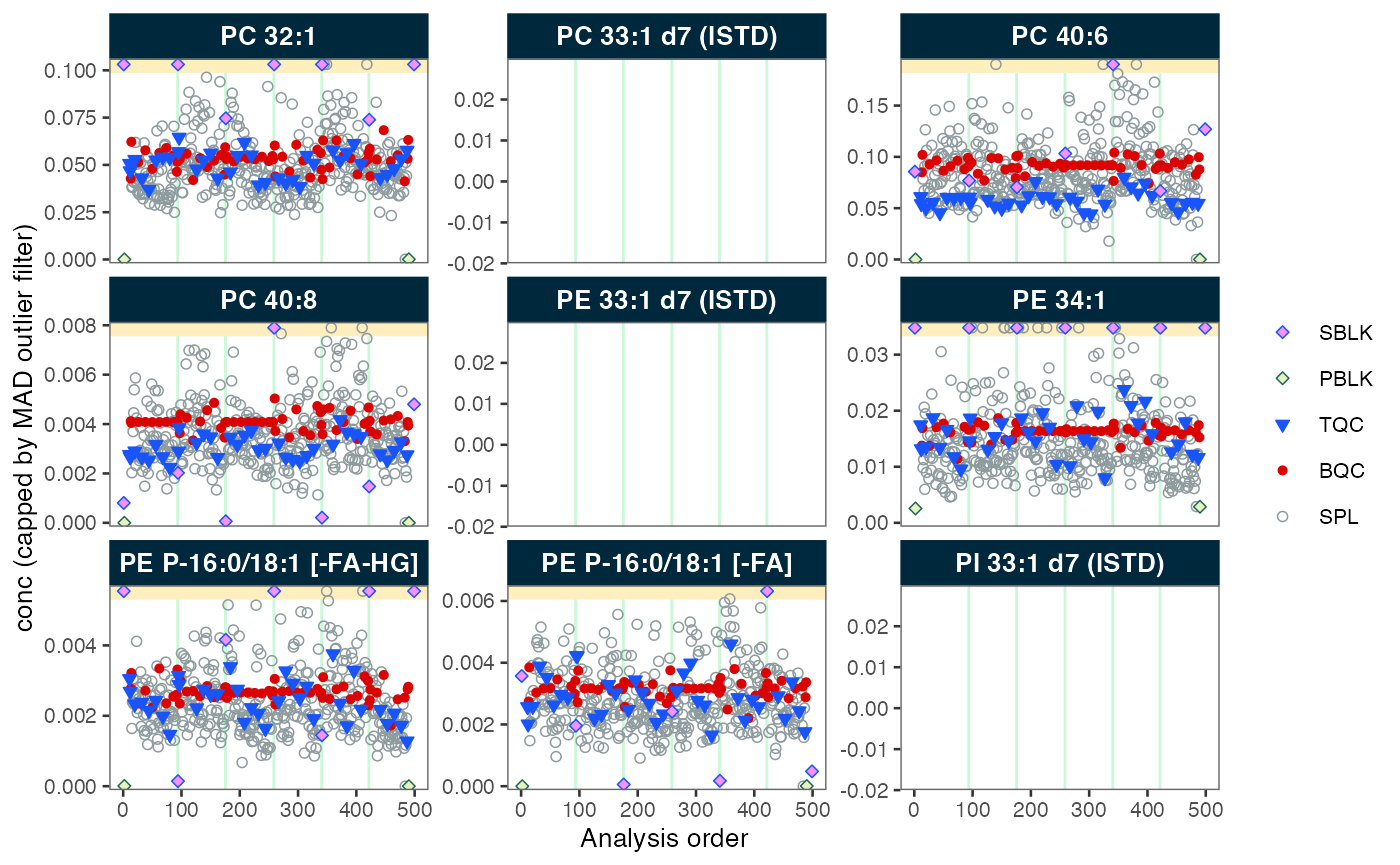 PC 32:1
PC 33:1 d7 (ISTD)
PC 40:6
0.100
0.075
0.050
0.025
0.000
0.02
0.01
0.00
-0.01
-0.02
0.15
0.10
0.05
0.00
PC 40:8
PE 33:1 d7 (ISTD)
PE 34:1
0.008
0.006
0.004
0.002
0.000
0.02
0.01
0.00
-0.01
-0.02
0.03
0.02
0.01
0.00
PE P-16:0/18:1 [-FA-HG]
PE P-16:0/18:1 [-FA]
PI 33:1 d7 (ISTD)
0.004
0.002
0.000
0.006
0.004
0.002
0.000
0.02
0.01
0.00
-0.01
-0.02
0 100 200 300 400 500
0 100 200 300 400 500
0 100 200 300 400 500
Analysis order
conc (capped by MAD outlier filter)
SBLK
PBLK
TQC
BQC
SPL